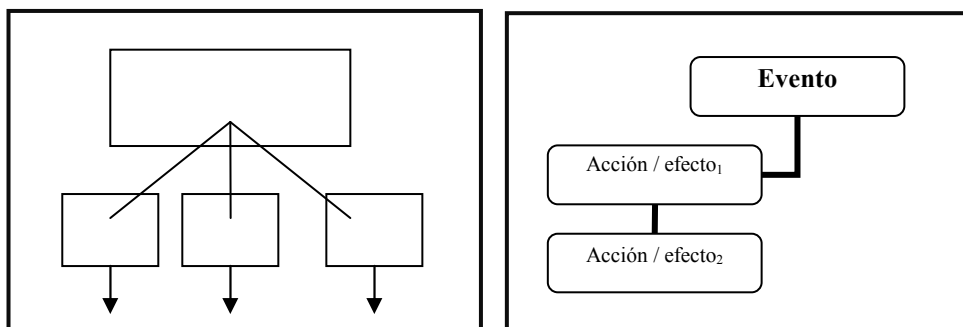 Evento
Acción / efecto₁
Acción / efecto₂